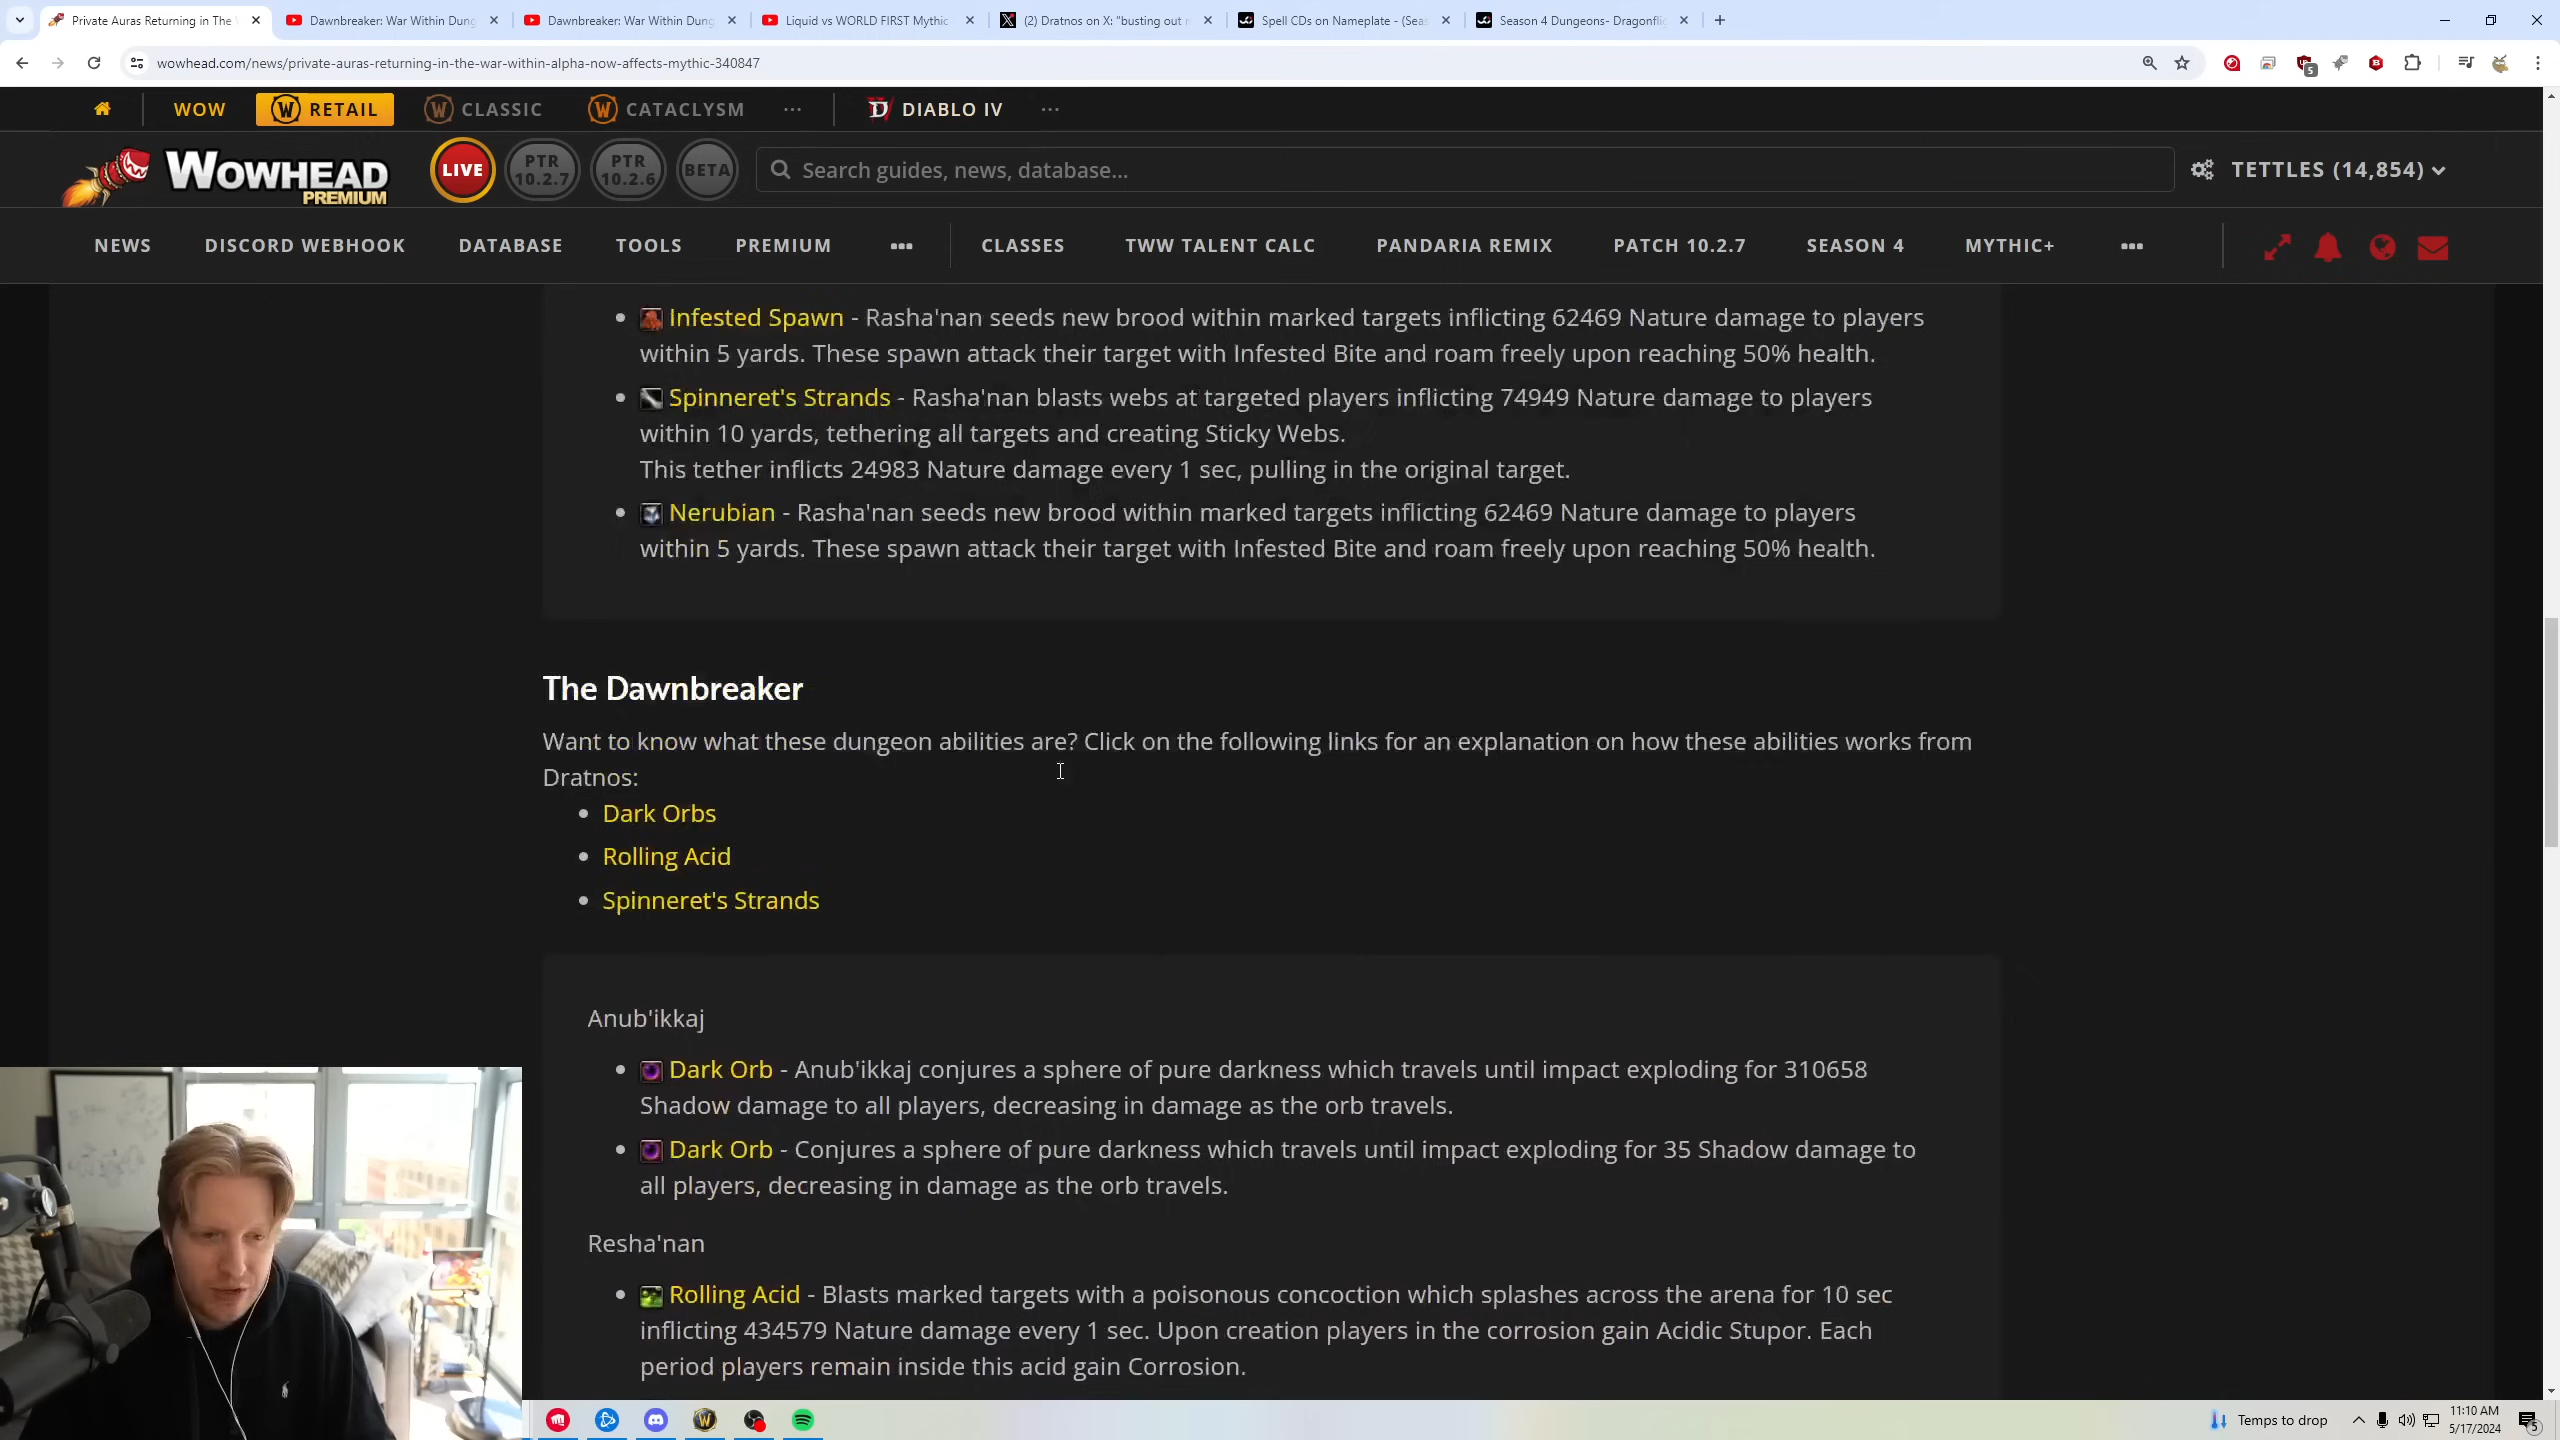 Private Auras Returning in The
Dawnbreaker: War Within Dung
Dawnbreaker: War Within Dung
Liquid vs WORLD FIRST Mythic
(2) Dratnos on X: "busting out
Spell CDs on Nameplate - (Seas
Season 4 Dungeons- Dragonflig
wowhead.com/news/private-auras-returning-in-the-war-within-alpha-now-affects-mythic-340847
5
WOW
RETAIL
CLASSIC
CATACLYSM
DIABLO IV
WOWHEAD
PREMIUM
LIVE
PTR
10.2.7
PTR
10.2.6
BETA
Search guides, news, database...
TETTLES (14,854)
NEWS
DISCORD WEBHOOK
DATABASE
TOOLS
PREMIUM
CLASSES
TWW TALENT CALC
PANDARIA REMIX
PATCH 10.2.7
SEASON 4
MYTHIC+
Infested Spawn - Rasha'nan seeds new brood within marked targets inflicting 62469 Nature damage to players
within 5 yards. These spawn attack their target with Infested Bite and roam freely upon reaching 50% health.
Spinneret's Strands - Rasha'nan blasts webs at targeted players inflicting 74949 Nature damage to players
within 10 yards, tethering all targets and creating Sticky Webs.
This tether inflicts 24983 Nature damage every 1 sec, pulling in the original target.
Nerubian - Rasha'nan seeds new brood within marked targets inflicting 62469 Nature damage to players
within 5 yards. These spawn attack their target with Infested Bite and roam freely upon reaching 50% health.
The Dawnbreaker
Want to know what these dungeon abilities are? Click on the following links for an explanation on how these abilities works from
Dratnos:
Dark Orbs
Rolling Acid
Spinneret's Strands
Anub'ikkaj
Dark Orb - Anub'ikkaj conjures a sphere of pure darkness which travels until impact exploding for 310658
Shadow damage to all players, decreasing in damage as the orb travels.
Dark Orb - Conjures a sphere of pure darkness which travels until impact exploding for 35 Shadow damage to
all players, decreasing in damage as the orb travels.
Resha'nan
Rolling Acid - Blasts marked targets with a poisonous concoction which splashes across the arena for 10 sec
inflicting 434579 Nature damage every 1 sec. Upon creation players in the corrosion gain Acidic Stupor. Each
period players remain inside this acid gain Corrosion.
Temps to drop
11:10 AM
5/17/2024
5